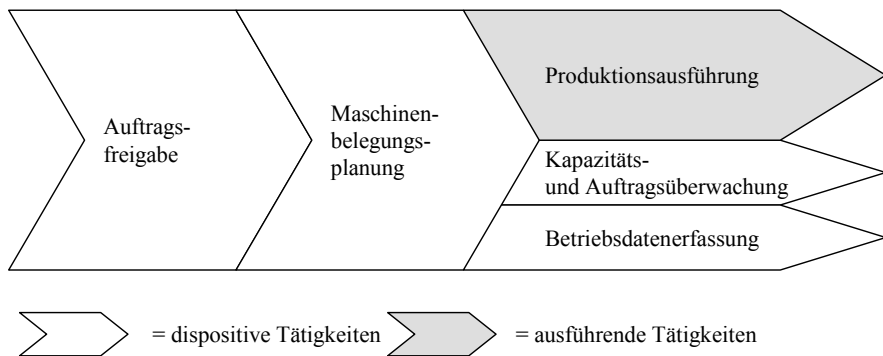 Auftrags-
freigabe
Maschinen-
belegungs-
planung
Produktionsausführung
Kapazitäts-
und Auftragsüberwachung
Betriebsdatenerfassung
= dispositive Tätigkeiten
= ausführende Tätigkeiten